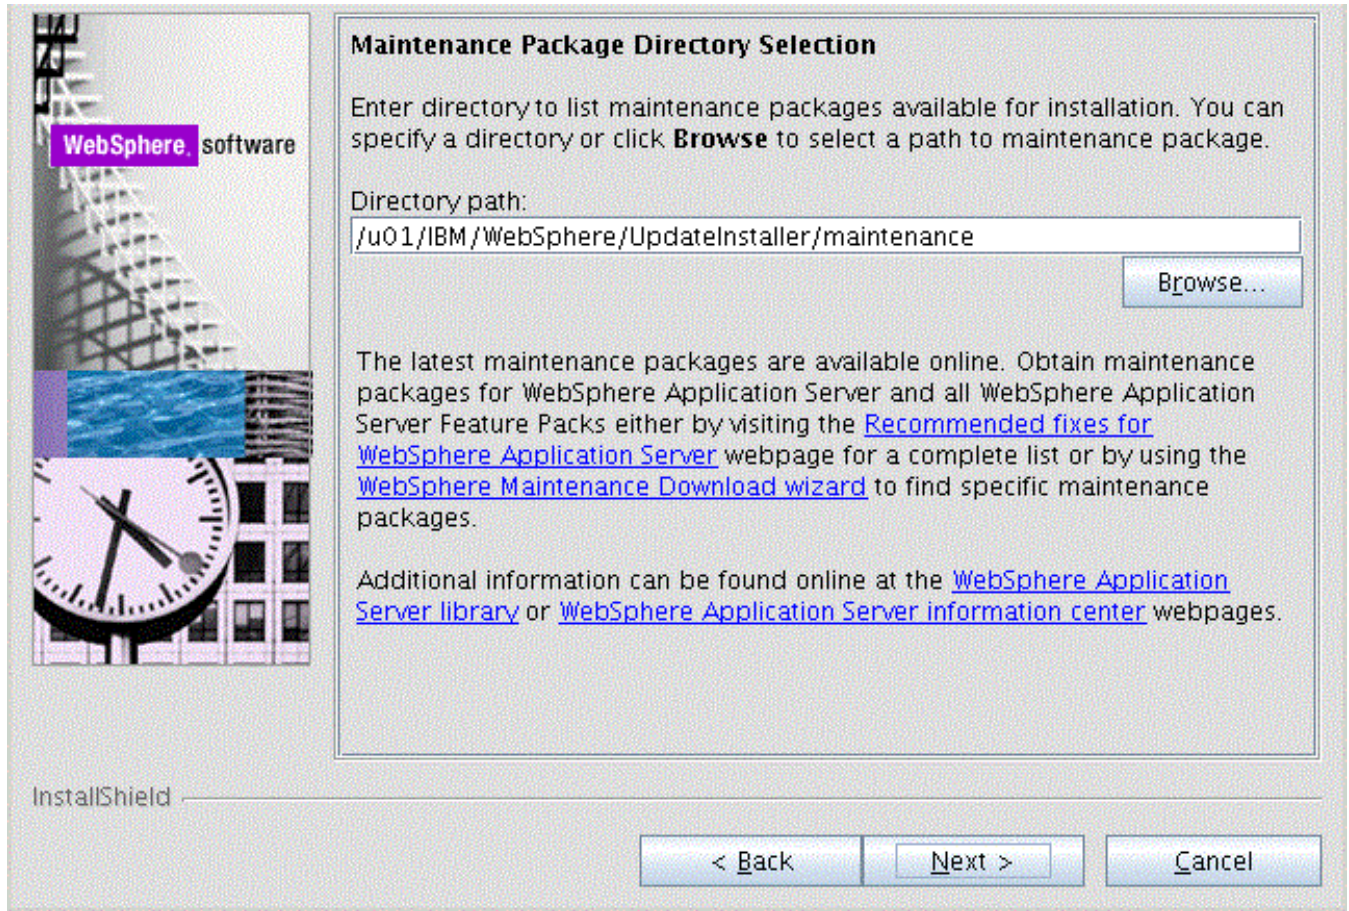 WebSphere. software
Maintenance Package Directory Selection
Enter directory to list maintenance packages available for installation. You can
specify a directory or click Browse to select a path to maintenance package.
Directory path:
/u01/IBM/WebSphere/UpdateInstaller/maintenance
Browse...
The latest maintenance packages are available online. Obtain maintenance
packages for WebSphere Application Server and all WebSphere Application
Server Feature Packs either by visiting the Recommended fixes for
WebSphere Application Server webpage for a complete list or by using the
WebSphere Maintenance Download wizard to find specific maintenance
packages.
Additional information can be found online at the WebSphere Application
Server library or WebSphere Application Server information center webpages.
InstallShield
< Back
Next >
Cancel